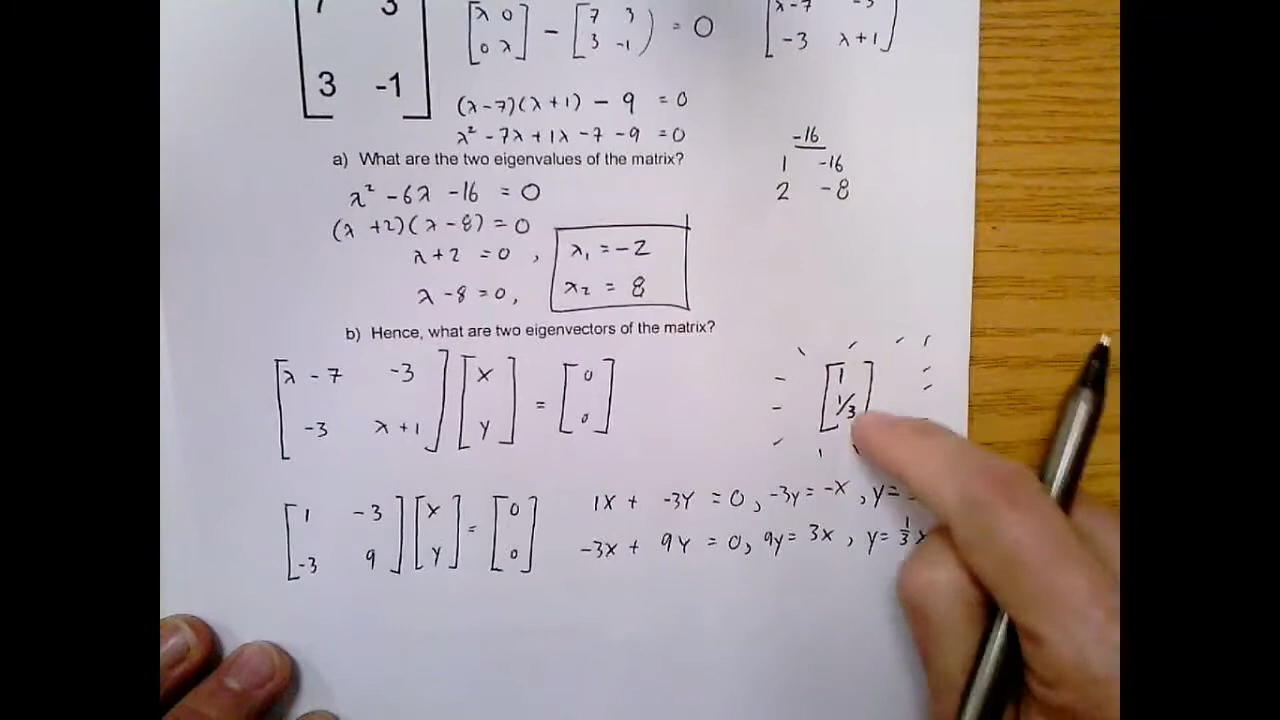 7 3
3 -1
[λ 0 0 λ] - [7 3 3 -1) = 0
[λ-7 -3 -3 λ+1]
(λ-7)(λ+1) - 9 = 0
λ² - 7λ + 1λ - 7 - 9 = 0
a) What are the two eigenvalues of the matrix?
-16
1 -16
2 -8
λ² - 6λ - 16 = 0
(λ + 2)(λ - 8) = 0
λ + 2 = 0 , λ₁ = -2
λ - 8 = 0, λ₂ = 8
b) Hence, what are two eigenvectors of the matrix?
[λ - 7 -3 -3 λ + 1] [x y] = [0 0]
[1 1/3]
[1 -3 -3 9] [x y] = [0 0]
1x + -3y = 0, -3y = -x , y =
-3x + 9y = 0, 9y = 3x , y = 1/3 x